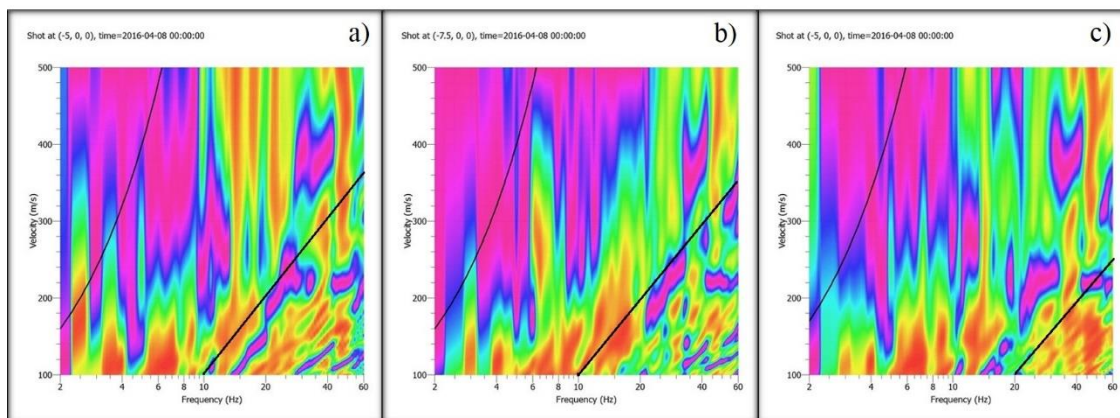 Shot at (-5, 0, 0), time=2016-04-08 00:00:00
a)
500
400
300
200
100
Velocity (m/s)
2 4 6 8 10 20 40 60
Frequency (Hz)
Shot at (-7.5, 0, 0), time=2016-04-08 00:00:00
b)
500
400
300
200
100
Velocity (m/s)
2 4 6 8 10 20 40 60
Frequency (Hz)
Shot at (-5, 0, 0), time=2016-04-08 00:00:00
c)
500
400
300
200
100
Velocity (m/s)
2 4 6 8 10 20 40 60
Frequency (Hz)